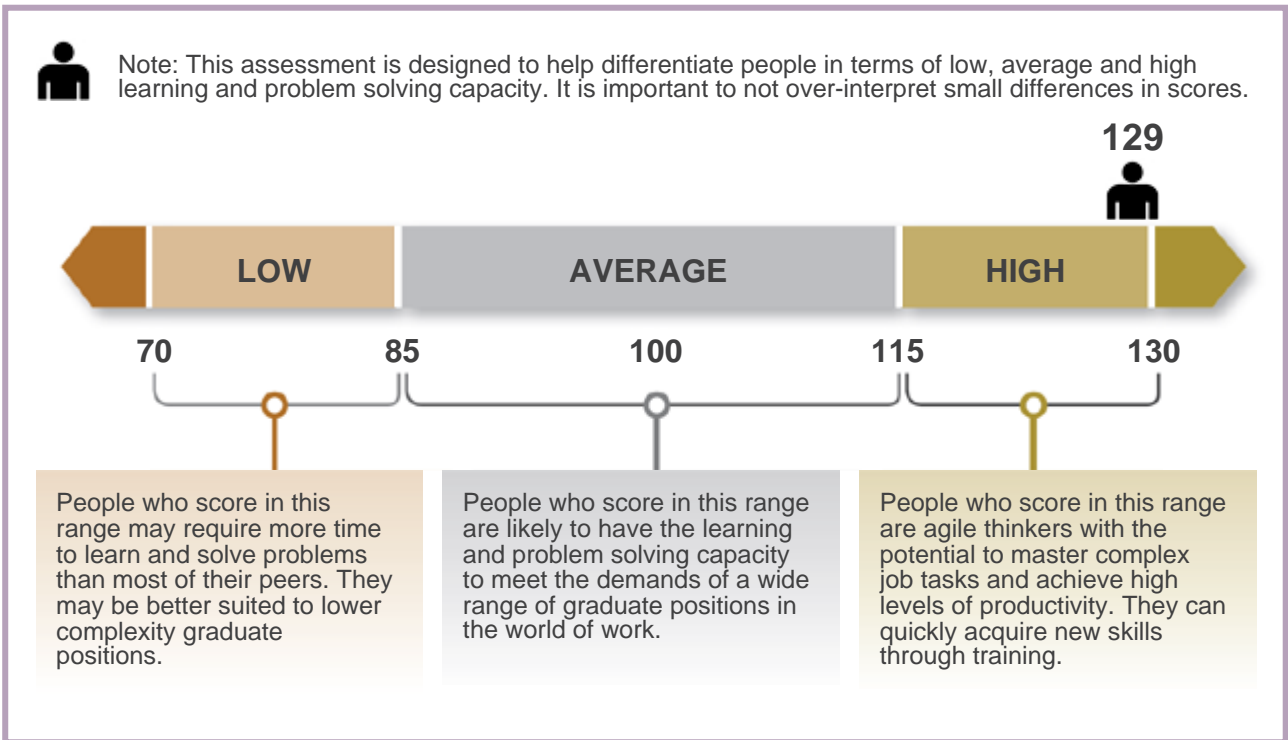 Note: This assessment is designed to help differentiate people in terms of low, average and high
learning and problem solving capacity. It is important to not over-interpret small differences in scores.
129
LOW
AVERAGE
HIGH
70
85
100
115
130
People who score in this
range may require more time
to learn and solve problems
than most of their peers. They
may be better suited to lower
complexity graduate
positions.
People who score in this range
are likely to have the learning
and problem solving capacity
to meet the demands of a wide
range of graduate positions in
the world of work.
People who score in this range
are agile thinkers with the
potential to master complex
job tasks and achieve high
levels of productivity. They can
quickly acquire new skills
through training.